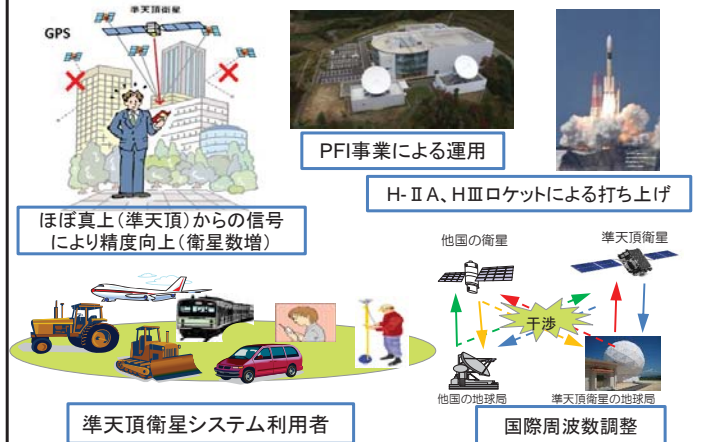 準天頂衛星
GPS
PFI事業による運用
H-ⅡA、HⅢロケットによる打ち上げ
ほぼ真上(準天頂)からの信号
により精度向上(衛星数増)
他国の衛星
準天頂衛星
干渉
他国の地球局
準天頂衛星の地球局
準天頂衛星システム利用者
国際周波数調整